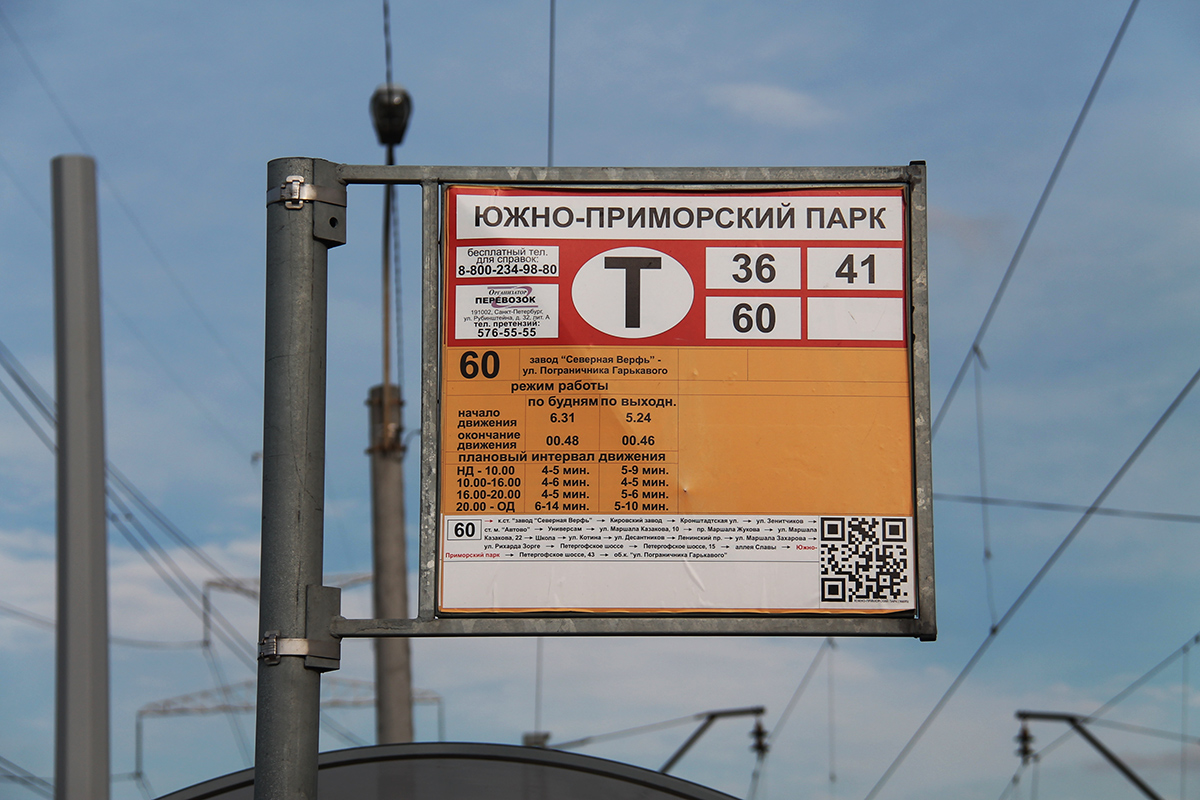 ЮЖНО-ПРИМОРСКИЙ ПАРК
бесплатный тел.
для справок:
8-800-234-98-80
Организатор
ПЕРЕВОЗОК
191002, Санкт-Петербург,
ул. Рубинштейна, д. 32, лит. А
тел. претензий:
576-55-55
Т
36 41
60
60 завод "Северная Верфь" -
ул. Пограничника Гарькавого
режим работы
по будням по выходн.
начало
движения 6.31 5.24
окончание
движения 00.48 00.46
плановый интервал движения
НД - 10.00 4-5 мин. 5-9 мин.
10.00-16.00 4-6 мин. 4-5 мин.
16.00-20.00 4-5 мин. 5-6 мин.
20.00 - ОД 6-14 мин. 5-10 мин.
60 → к.ст. "завод "Северная Верфь" → Кировский завод → Кронштадтская ул. → ул. Зенитчиков →
ст. м. "Автово" → Универсам → ул. Маршала Казакова, 10 → пр. Маршала Жукова → ул. Маршала
Казакова, 22 → Школа → ул. Котина → ул. Десантников → Ленинский пр. → ул. Маршала Захарова →
ул. Рихарда Зорге → Петергофское шоссе → Петергофское шоссе, 15 → аллея Славы → Южно-
Приморский парк → Петергофское шоссе, 43 → об.к. "ул. Пограничника Гарькавого"